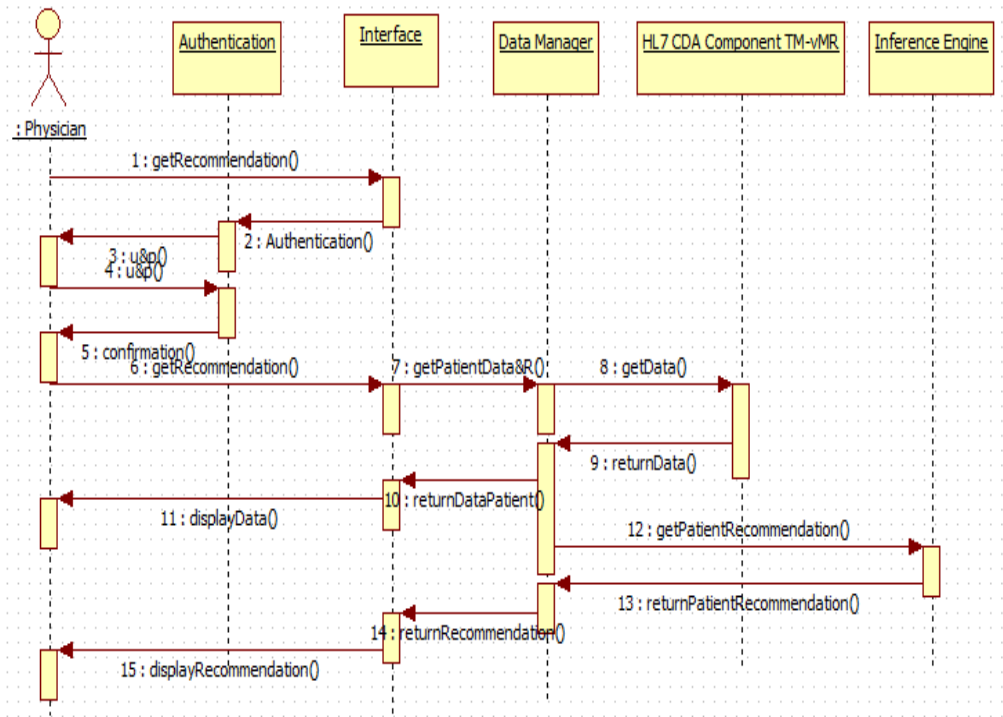 Authentication
Interface
Data Manager
HL7 CDA Component TM-vMR
Inference Engine
: Physician
1 : getRecommendation()
2 : Authentication()
3 : u&p()
4 : u&p()
5 : confirmation()
6 : getRecommendation()
7 : getPatientData&R()
8 : getData()
9 : returnData()
10 : returnDataPatient()
11 : displayData()
12 : getPatientRecommendation()
13 : returnPatientRecommendation()
14 : returnRecommendation()
15 : displayRecommendation()